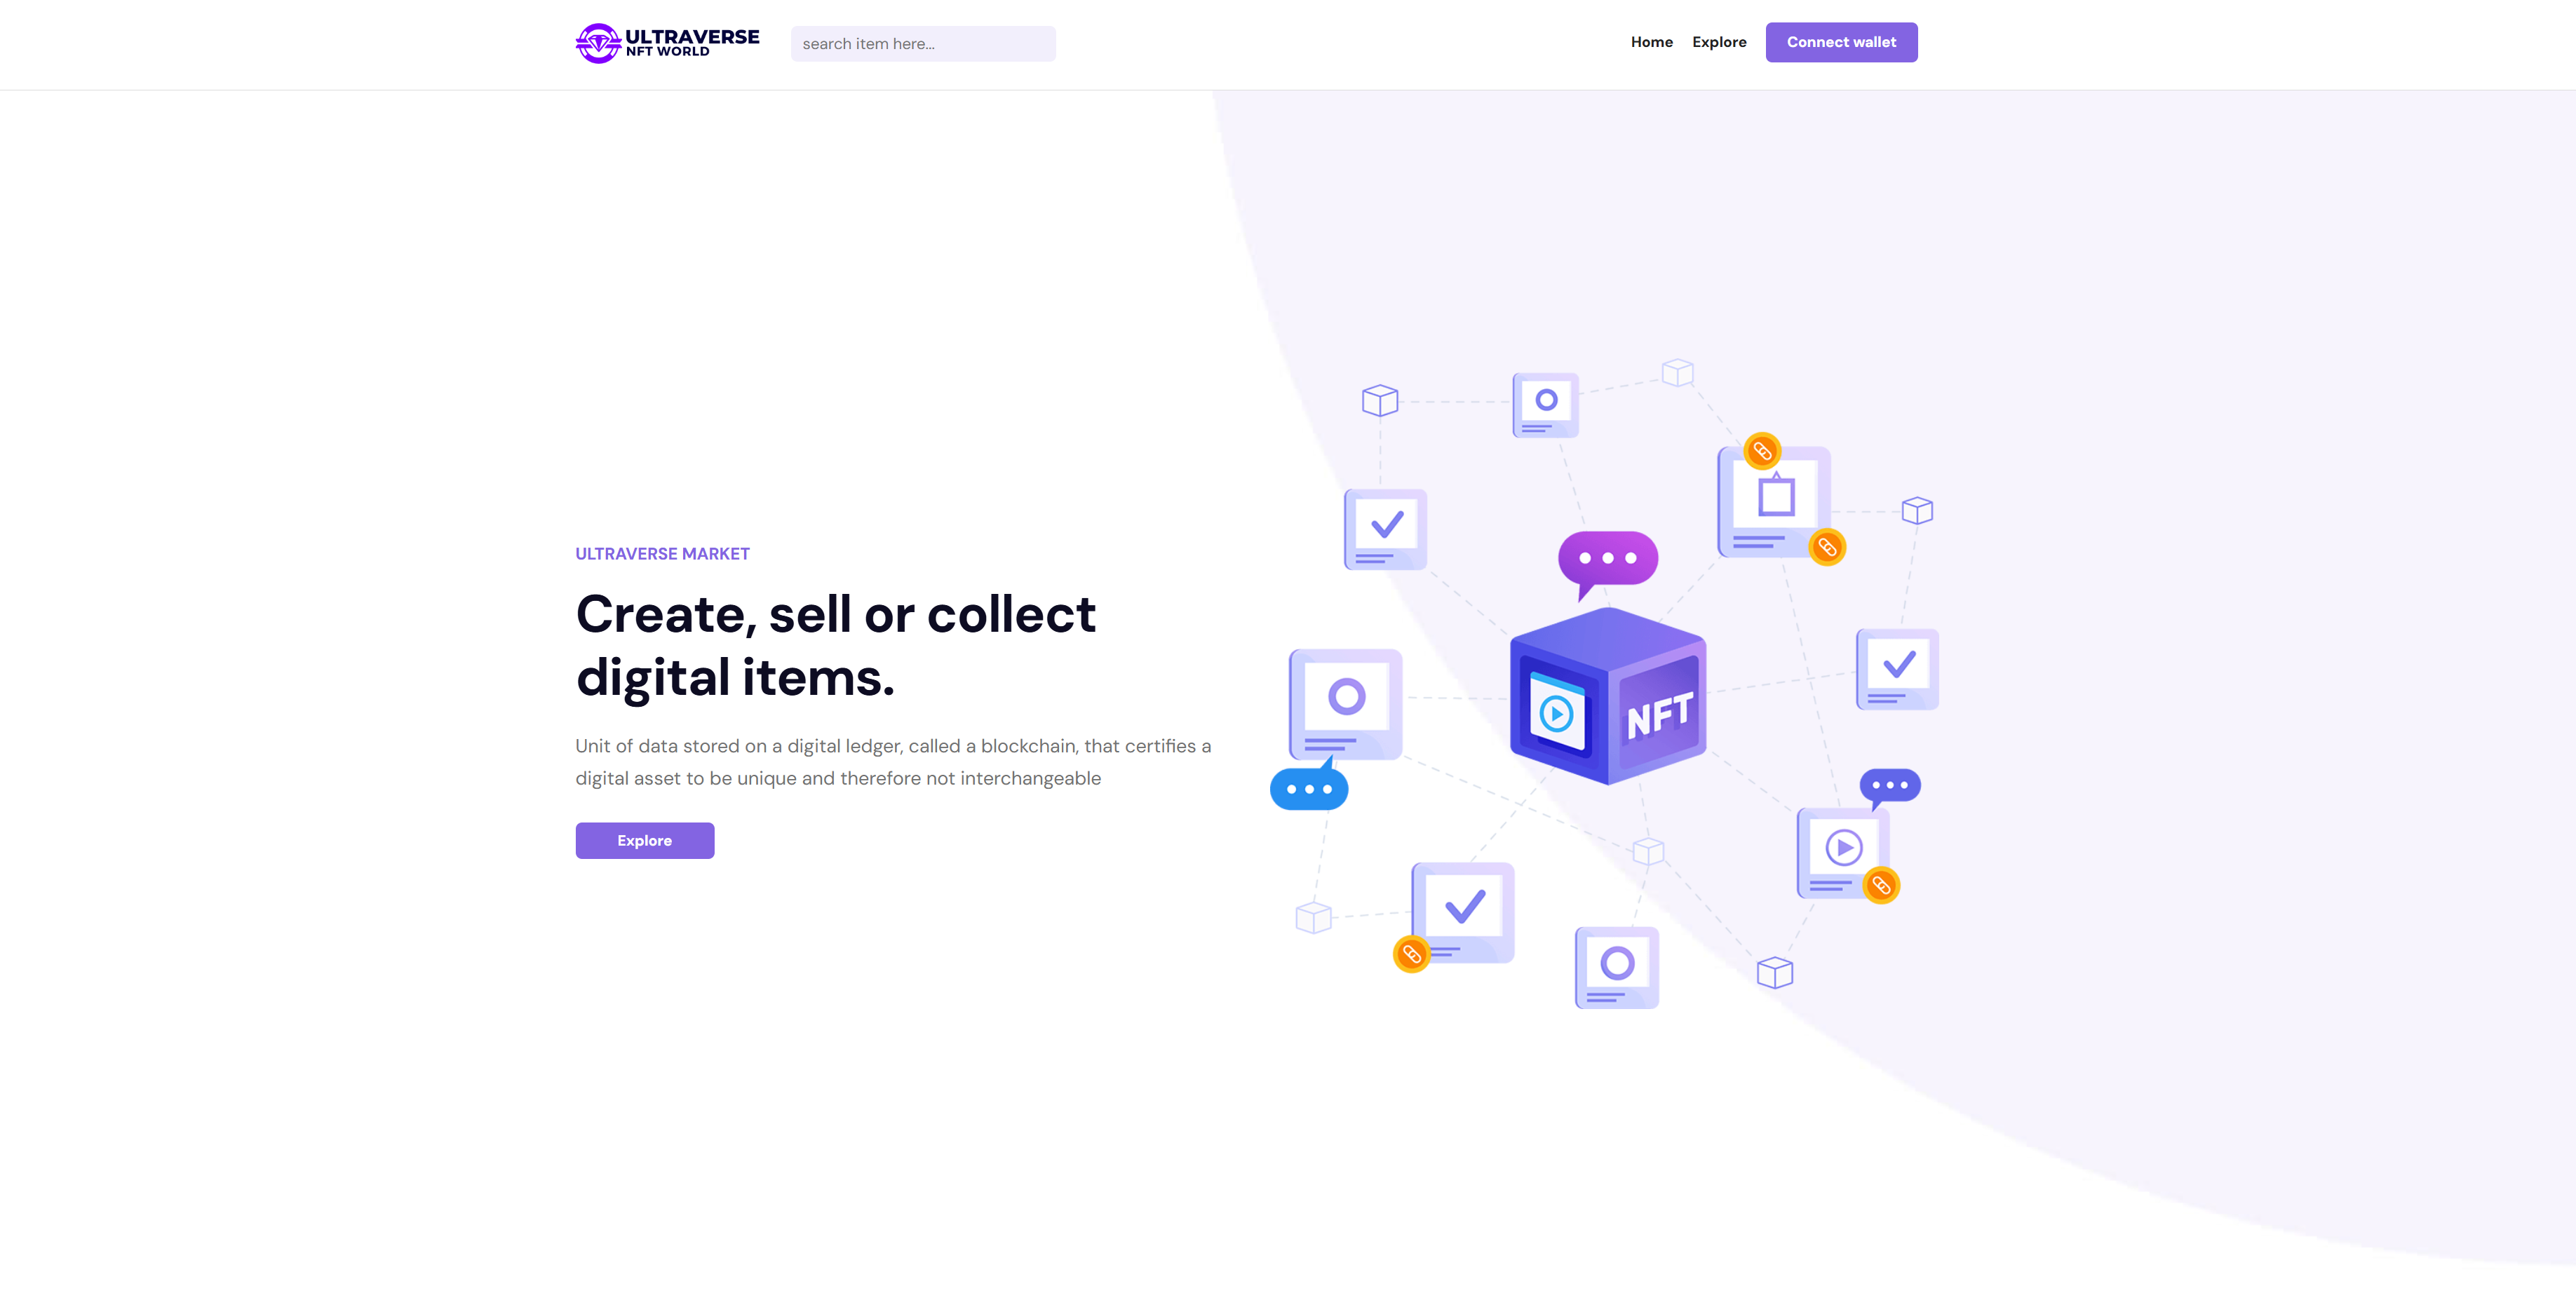 ULTRAVERSE
NFT WORLD
search item here...
Home
Explore
Connect wallet
ULTRAVERSE MARKET
Create, sell or collect
digital items.
Unit of data stored on a digital ledger, called a blockchain, that certifies a
digital asset to be unique and therefore not interchangeable
Explore
NFT